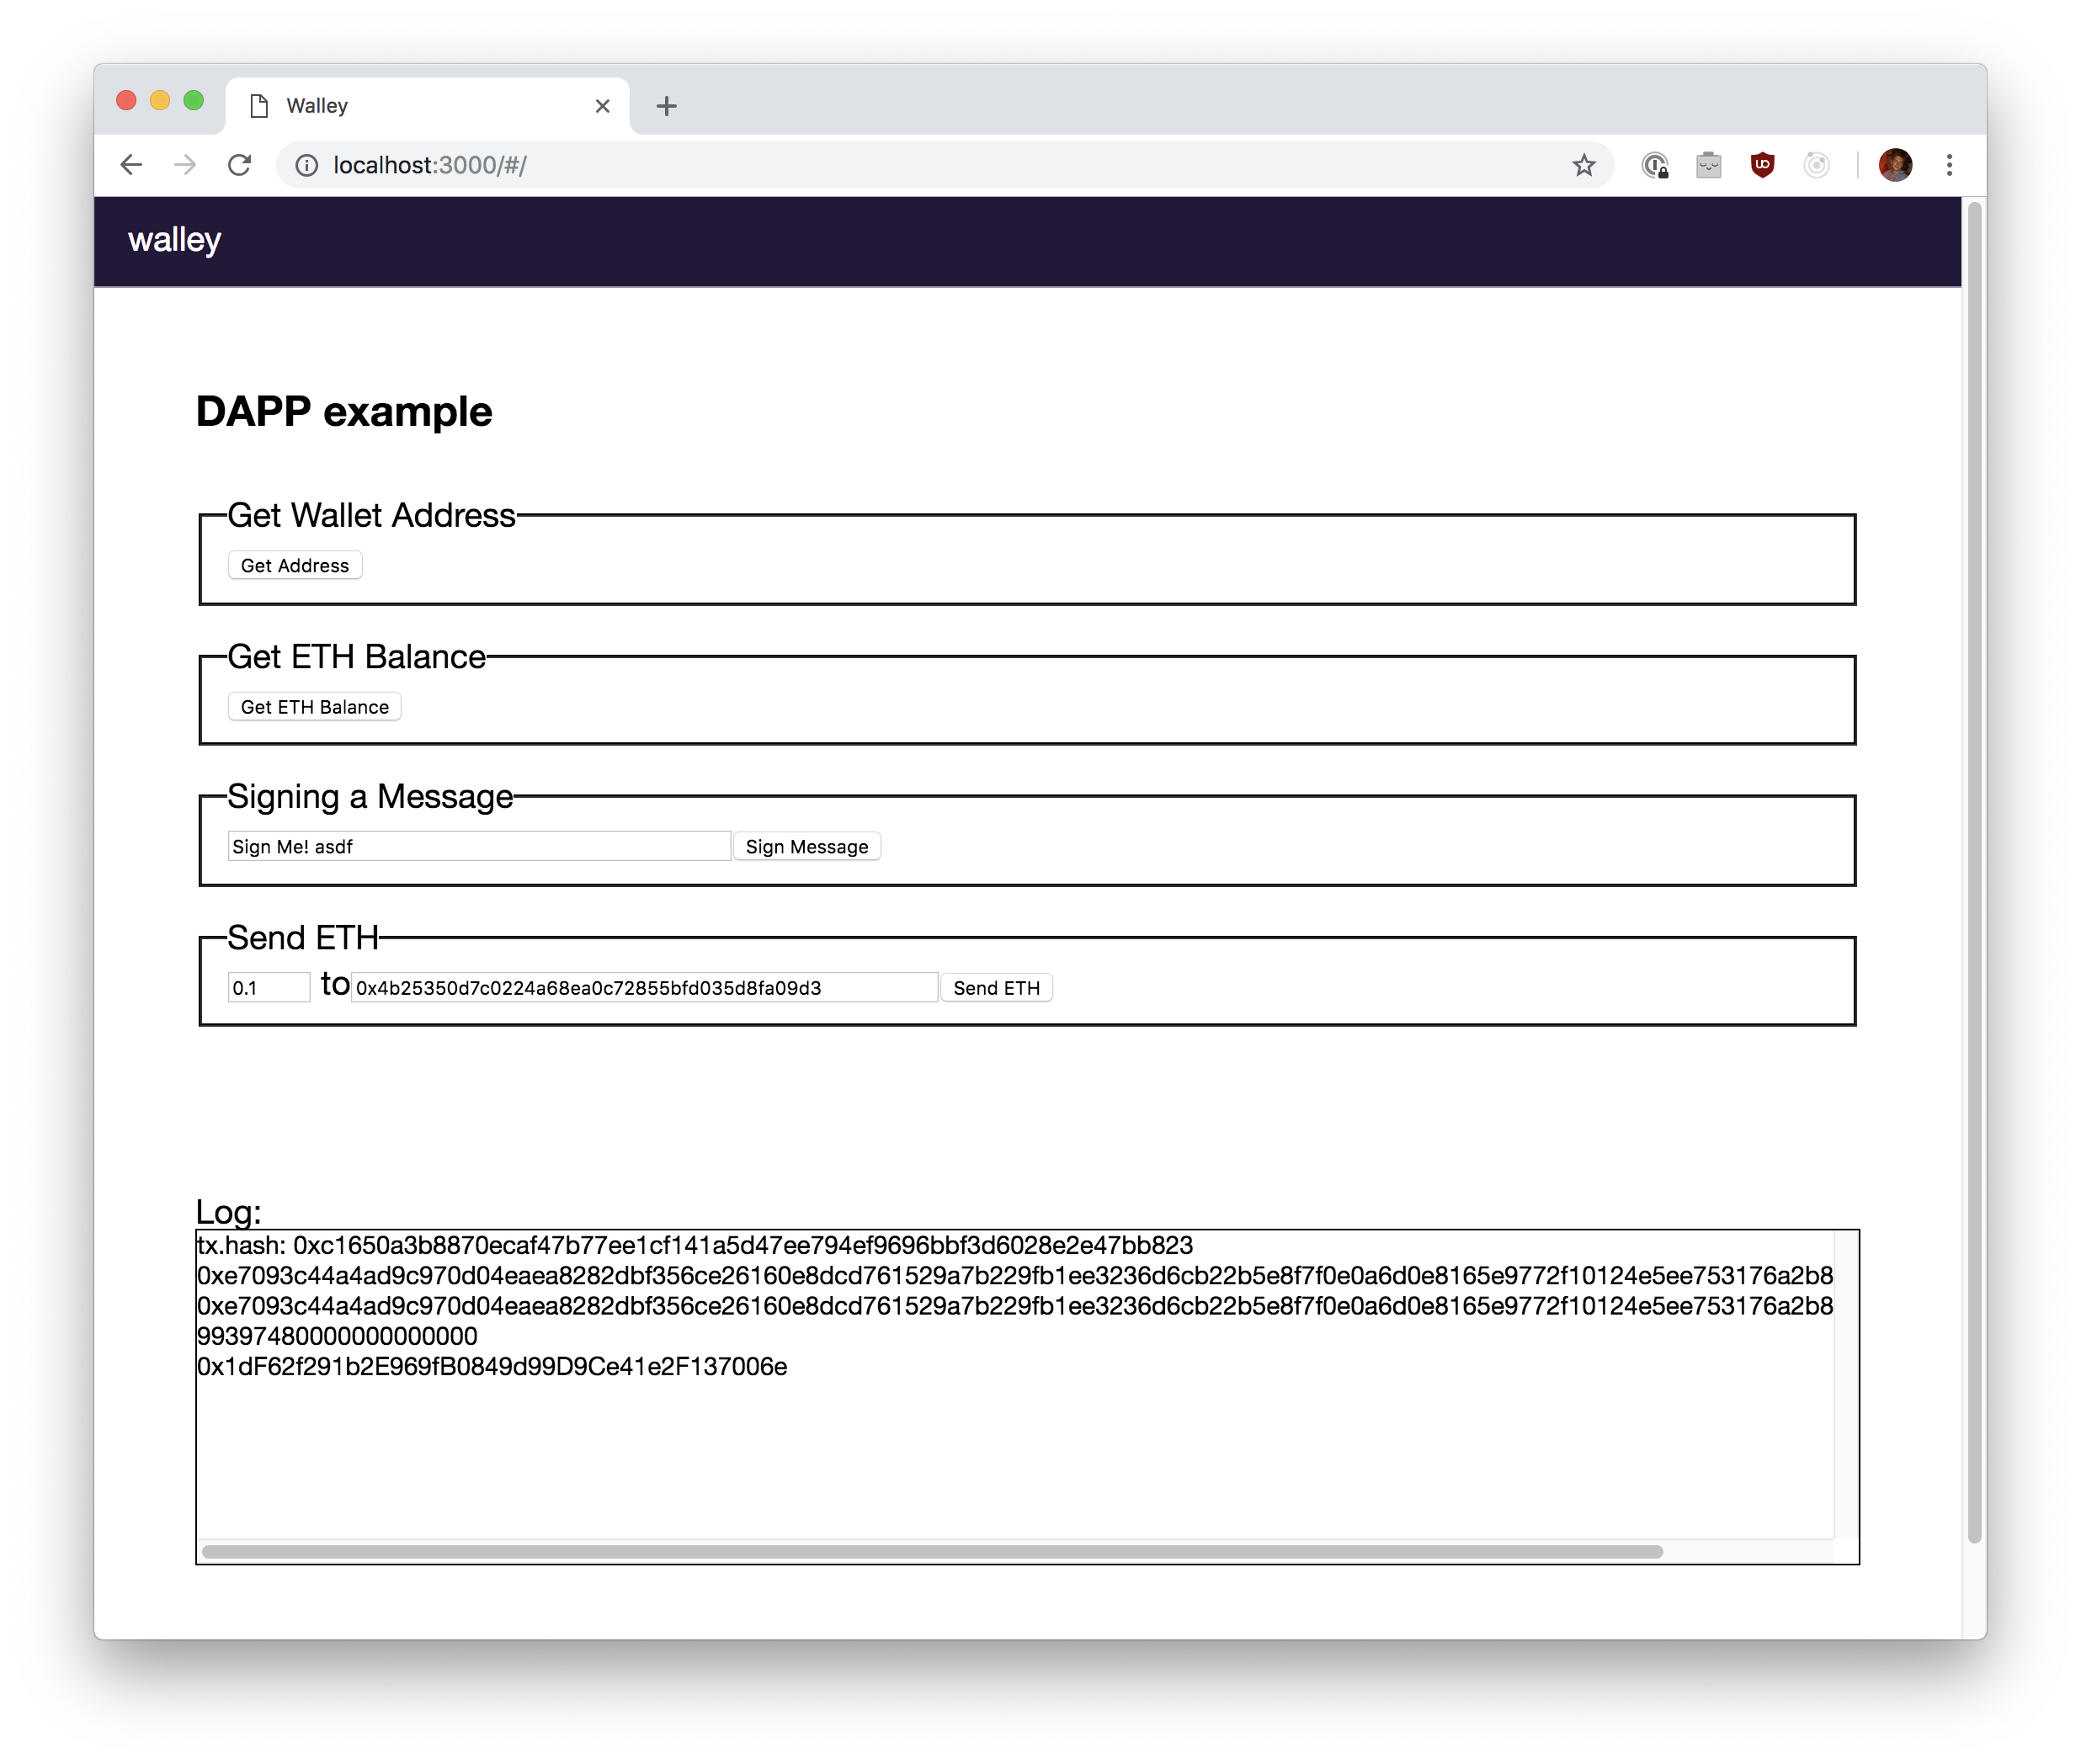 Walley
localhost:3000/#/
walley
DAPP example
Get Wallet Address
Get Address
Get ETH Balance
Get ETH Balance
Signing a Message
Sign Me! asdf Sign Message
Send ETH
0.1 to 0x4b25350d7c0224a68ea0c72855bfd035d8fa09d3 Send ETH
Log:
tx.hash: 0xc1650a3b8870ecaf47b77ee1cf141a5d47ee794ef9696bbf3d6028e2e47bb823
0xe7093c44a4ad9c970d04eaea8282dbf356ce26160e8dcd761529a7b229fb1ee3236d6cb22b5e8f7f0e0a6d0e8165e9772f10124e5ee753176a2b8
0xe7093c44a4ad9c970d04eaea8282dbf356ce26160e8dcd761529a7b229fb1ee3236d6cb22b5e8f7f0e0a6d0e8165e9772f10124e5ee753176a2b8
99397480000000000000
0x1dF62f291b2E969fB0849d99D9Ce41e2F137006e